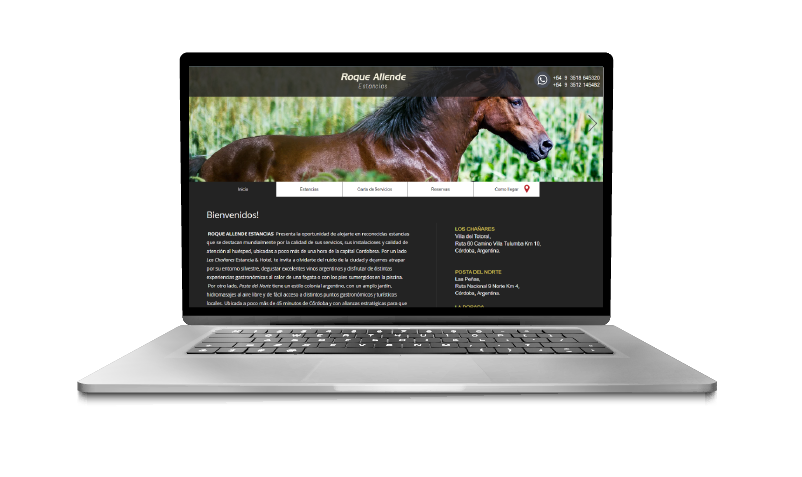 Roque Allende
Estancias
+54 9 3518 645320
+54 9 3512 145482
Inicio
Estancias
Carta de Servicios
Reservas
Como llegar
Bienvenidos!
ROQUE ALLENDE ESTANCIAS Presenta la oportunidad de alojarte en reconocidas estancias
que se destacan mundialmente por la calidad de sus servicios, sus instalaciones y calidad de
atención al huésped, ubicadas a poco más de una hora de la capital Cordobesa. Por un lado
Los Chañares Estancia & Hotel, te invita a olvidarte del ruido de la ciudad y dejarnos atrapar
por su entorno silvestre, degustar excelentes vinos argentinos y disfrutar de distintas
experiencias gastronómicas al calor de una fogata o con los pies sumergidos en la piscina.
Por otro lado, Posta del Norte tiene un estilo colonial argentino, con un amplio jardín,
hidromasajes al aire libre y de fácil acceso a distintos puntos gastronómicos y turísticos
locales. Ubicada a poco más de 45 minutos de Córdoba y con alianzas estratégicas para que
LOS CHAÑARES
Villa del Totoral,
Ruta 60 Camino Villa Tulumba Km 10,
Córdoba, Argentina.
POSTA DEL NORTE
Las Peñas,
Ruta Nacional 9 Norte Km 4,
Córdoba, Argentina.